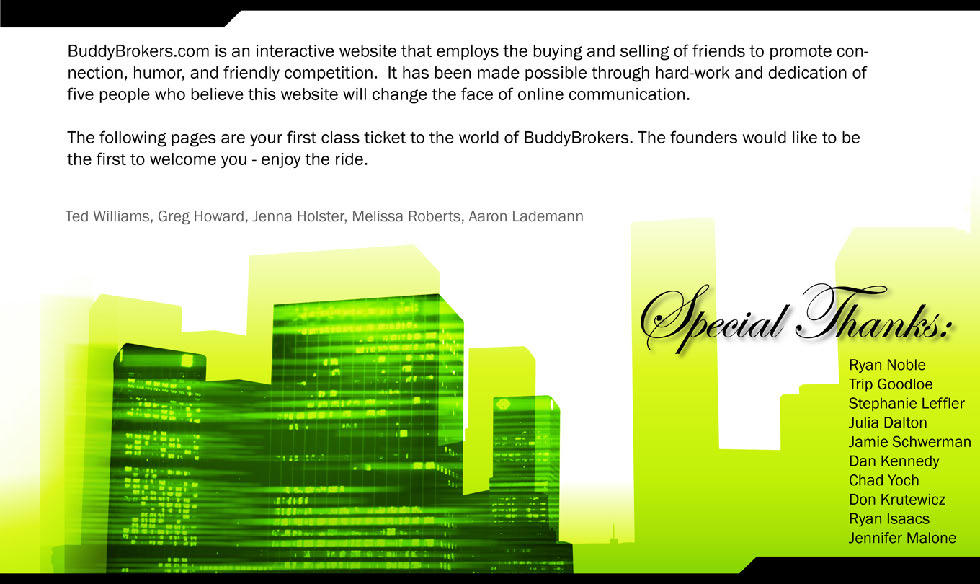 BuddyBrokers.com is an interactive website that employs the buying and selling of friends to promote con-
nection, humor, and friendly competition.  It has been made possible through hard-work and dedication of
five people who believe this website will change the face of online communication.
The following pages are your first class ticket to the world of BuddyBrokers. The founders would like to be
the first to welcome you - enjoy the ride.
Ted Williams, Greg Howard, Jenna Holster, Melissa Roberts, Aaron Lademann
Special Thanks:
Ryan Noble
Trip Goodloe
Stephanie Leffler
Julia Dalton
Jamie Schwerman
Dan Kennedy
Chad Yoch
Don Krutewicz
Ryan Isaacs
Jennifer Malone